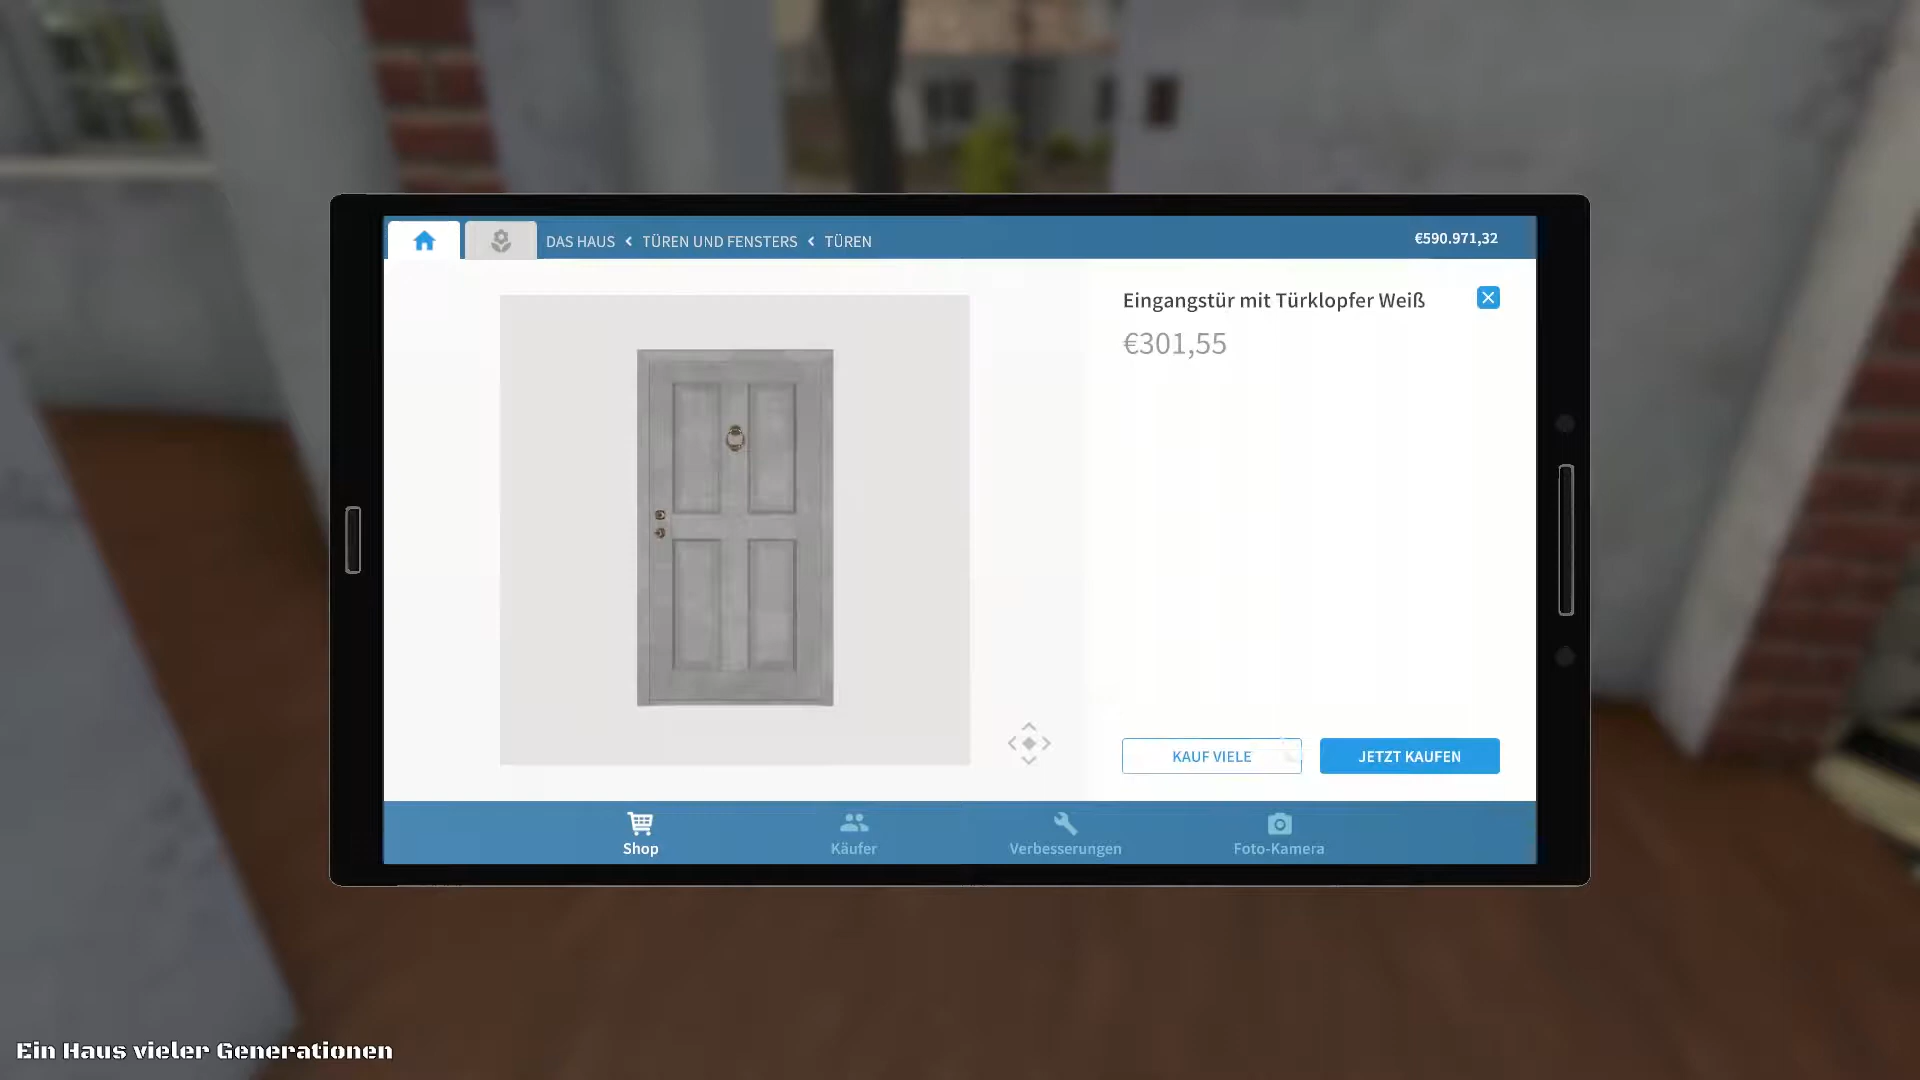 DAS HAUS < TÜREN UND FENSTERS < TÜREN
€590.971,32
Eingangstür mit Türklopfer Weiß
€301,55
KAUF VIELE
JETZT KAUFEN
Shop
Käufer
Verbesserungen
Foto-Kamera
Ein Haus vieler Generationen